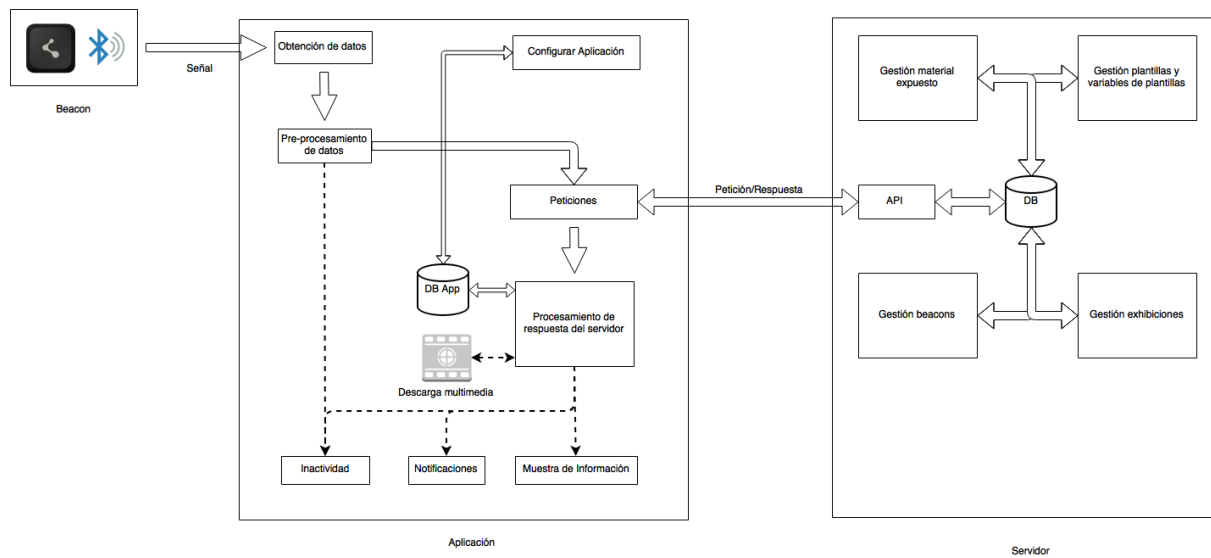 Beacon
Señal
Obtención de datos
Configurar Aplicación
Pre-procesamiento
de datos
Peticiones
Petición/Respuesta
DB App
Procesamiento de
respuesta del servidor
Descarga multimedia
Inactividad
Notificaciones
Muestra de Información
Aplicación
Gestión material
expuesto
Gestión plantillas y
variables de plantillas
API
DB
Gestión beacons
Gestión exhibiciones
Servidor